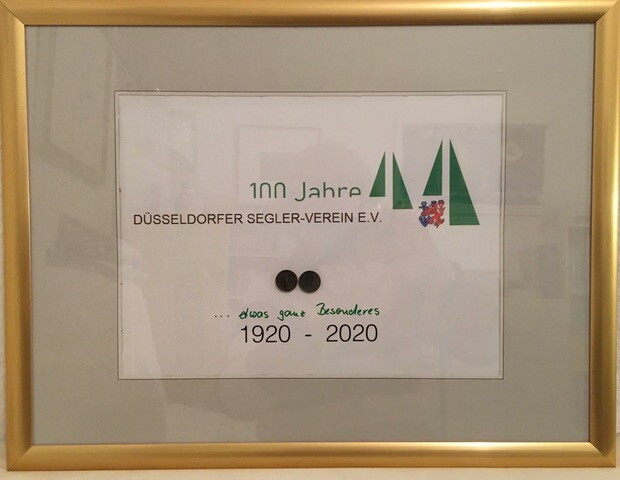 100 Jahre
DÜSSELDORFER SEGLER-VEREIN E.V.
... etwas ganz Besonderes
1920 - 2020